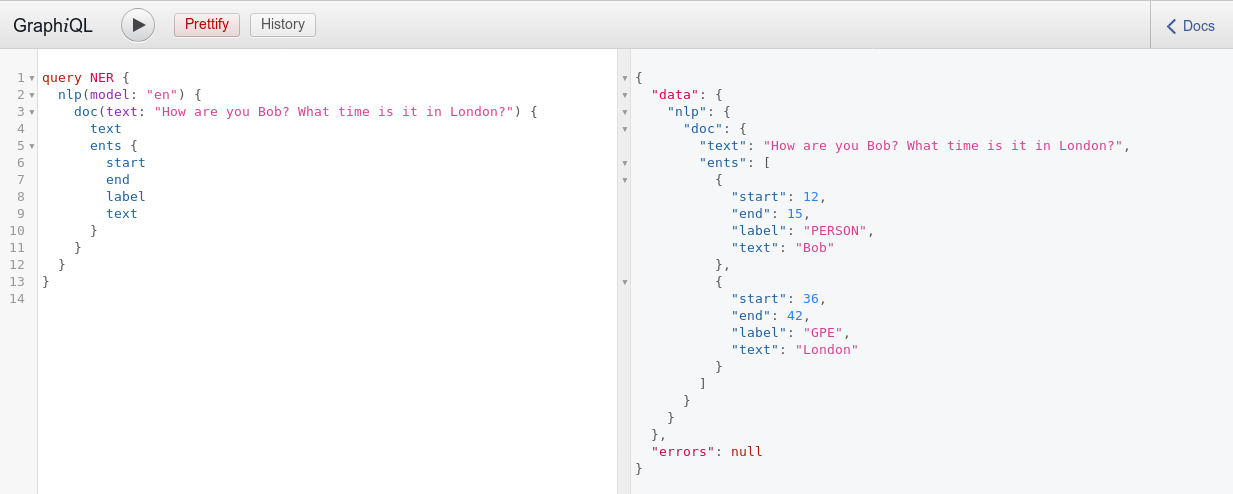 GraphiQL
Prettify
History
Docs
1 query NER {
2   nlp(model: "en") {
3     doc(text: "How are you Bob? What time is it in London?") {
4       text
5       ents {
6         start
7         end
8         label
9         text
10       }
11     }
12   }
13 }
14
{
  "data": {
    "nlp": {
      "doc": {
        "text": "How are you Bob? What time is it in London?",
        "ents": [
          {
            "start": 12,
            "end": 15,
            "label": "PERSON",
            "text": "Bob"
          },
          {
            "start": 36,
            "end": 42,
            "label": "GPE",
            "text": "London"
          }
        ]
      }
    }
  },
  "errors": null
}